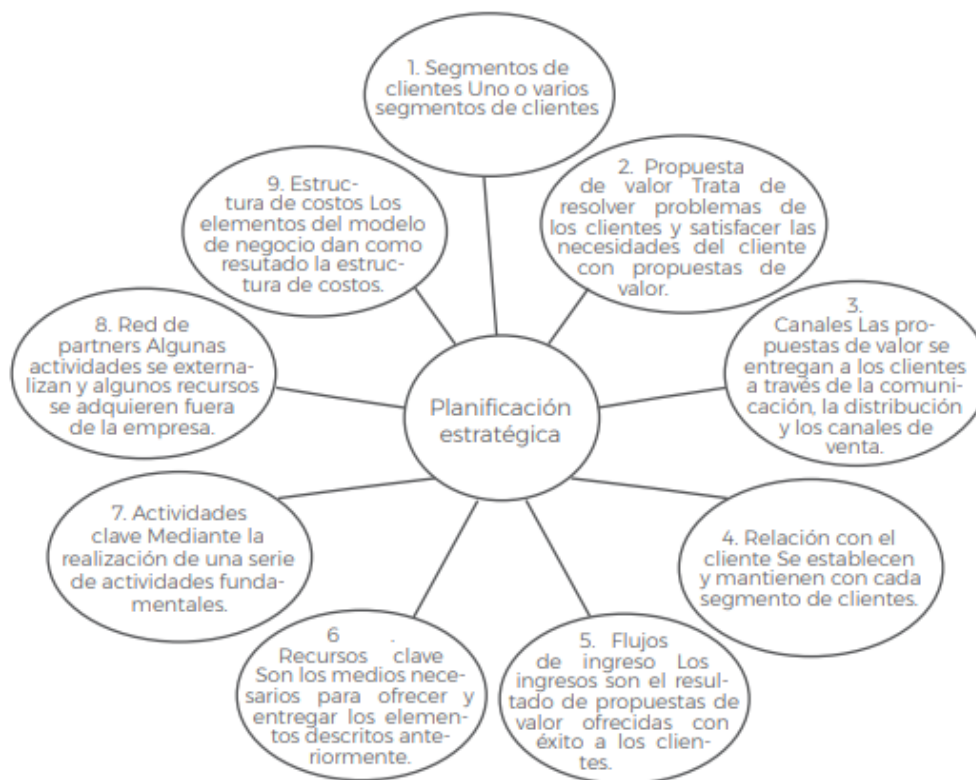 1. Segmentos de
clientes Uno o varios
segmentos de clientes
2. Propuesta
de valor Trata de
resolver problemas de
los clientes y satisfacer las
necesidades del cliente
con propuestas de
valor.
3.
Canales Las pro-
puestas de valor se
entregan a los clientes
a través de la comuni-
cación, la distribución
y los canales de
venta.
4. Relación con el
cliente Se establecen
y mantienen con cada
segmento de clientes.
5. Flujos
de ingreso Los
ingresos son el resul-
tado de propuestas de
valor ofrecidas con
éxito a los clien-
tes.
6 .
Recursos clave
Son los medios nece-
sarios para ofrecer y
entregar los elemen-
tos descritos ante-
riormente.
7. Actividades
clave Mediante la
realización de una serie
de actividades funda-
mentales.
8. Red de
partners Algunas
actividades se externa-
lizan y algunos recursos
se adquieren fuera
de la empresa.
9. Estruc-
tura de costos Los
elementos del modelo
de negocio dan como
resutado la estruc-
tura de costos.
Planificación
estratégica